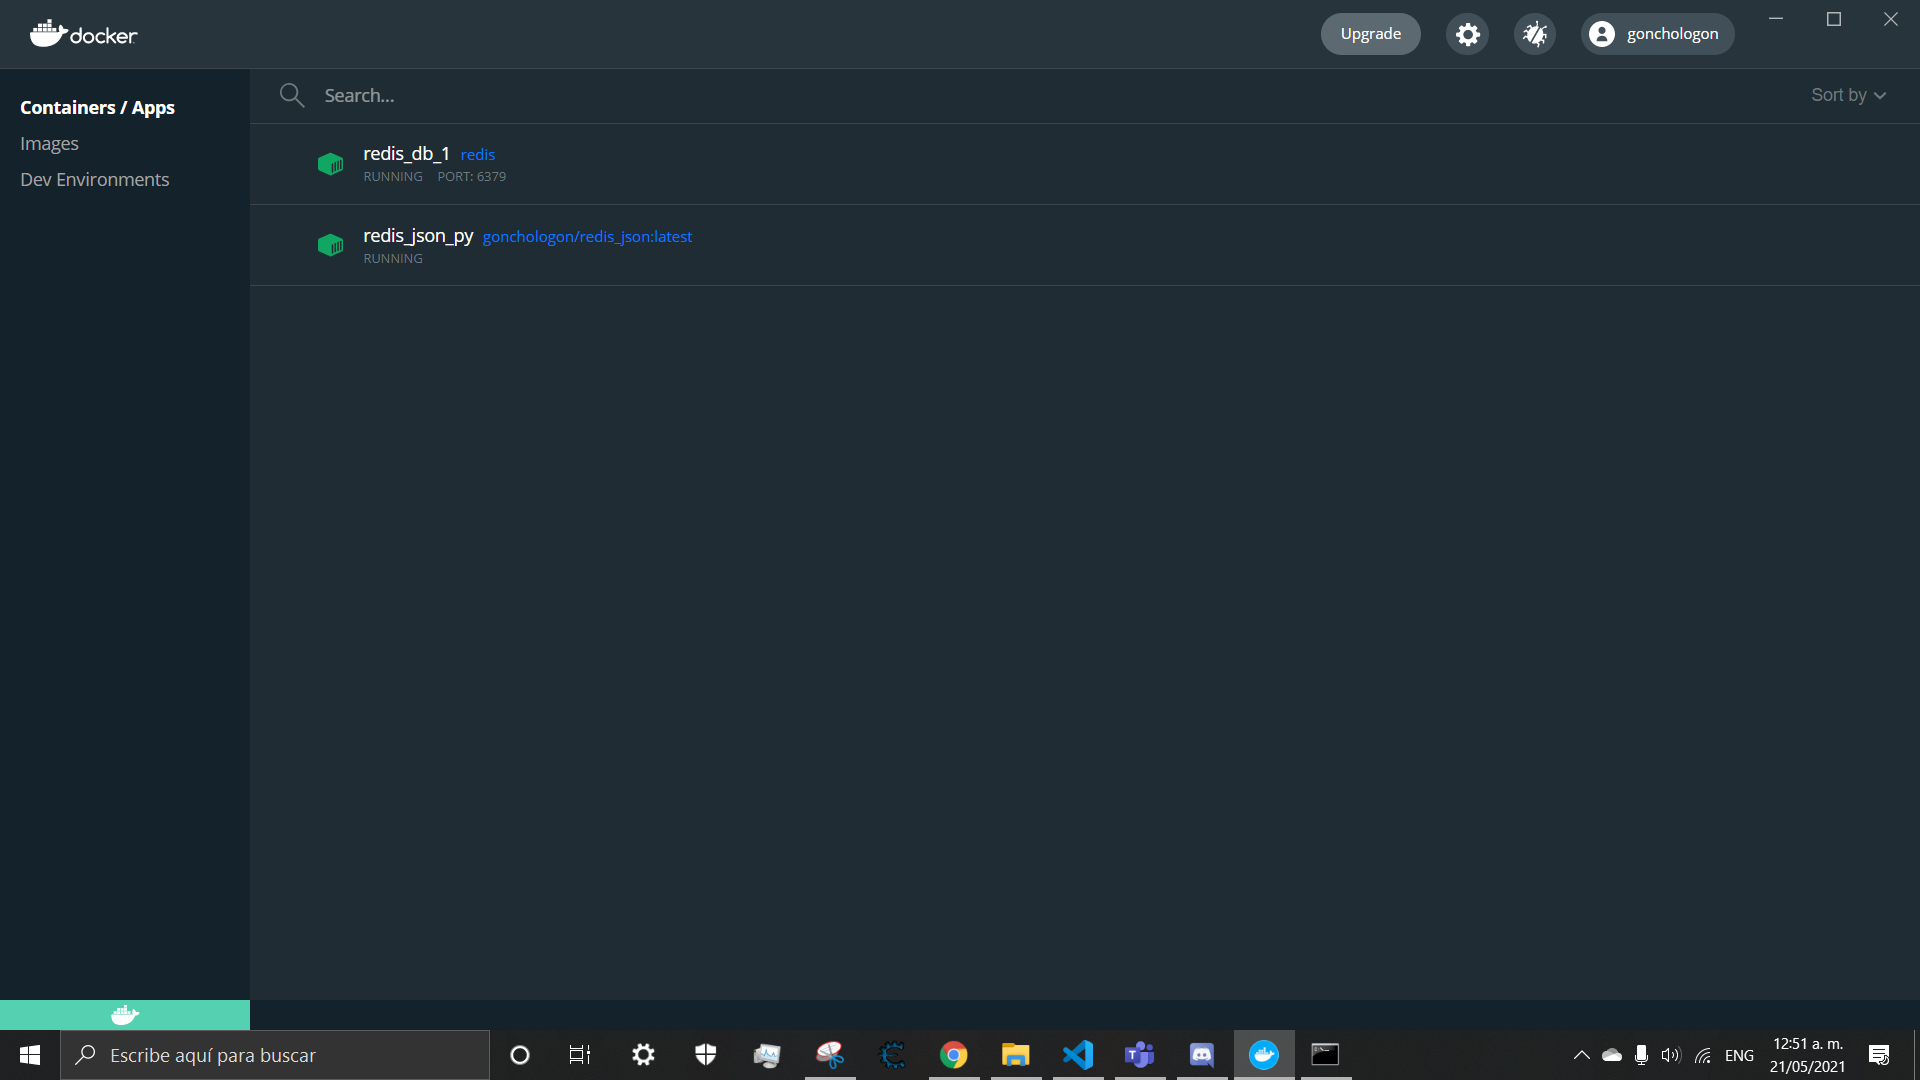 docker
Upgrade
gonchologon
Containers / Apps
Images
Dev Environments
Search...
Sort by
redis_db_1 redis
RUNNING PORT: 6379
redis_json_py gonchologon/redis_json:latest
RUNNING
Escribe aquí para buscar
ENG
12:51 a. m.
21/05/2021